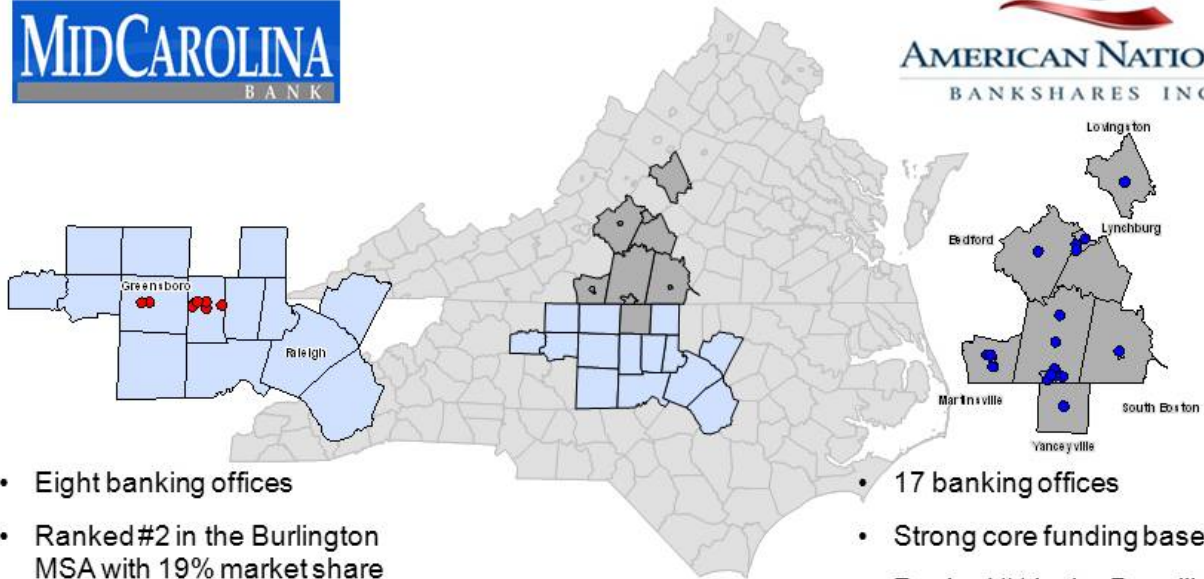 MIDCAROLINA
BANK
AMERICAN NATIO
BANKSHARES INC
Lovingston
Lynchburg
Bedford
Martinsville
South Boston
Yanceyville
Greensboro
Raleigh
• Eight banking offices
• Ranked #2 in the Burlington
MSA with 19% market share
• 17 banking offices
• Strong core funding base